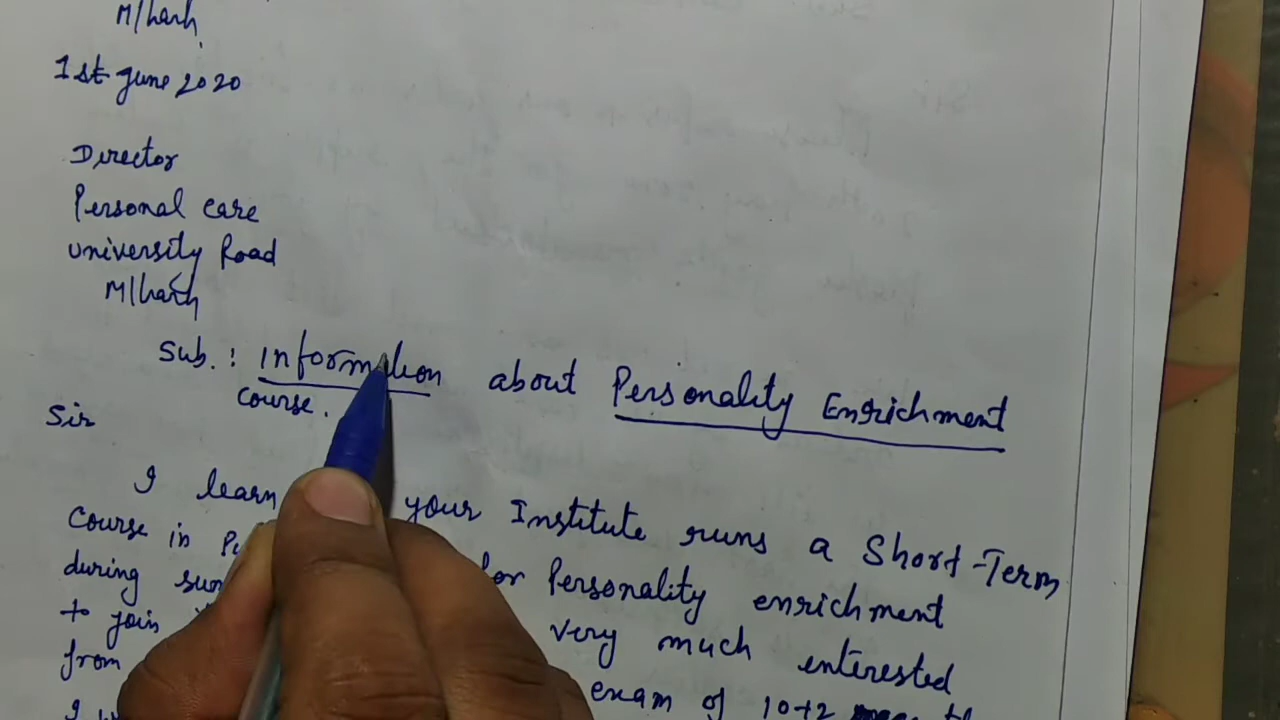 M/harh
1st june 2020
Director
Personal care
University Road
M/harh
Sub. : Information about Personality Enrichment
Course.
Sir
I learn your Institute runs a Short-Term
Course in for Personality enrichment
during very much interested
to join exam of 10+2
from
I